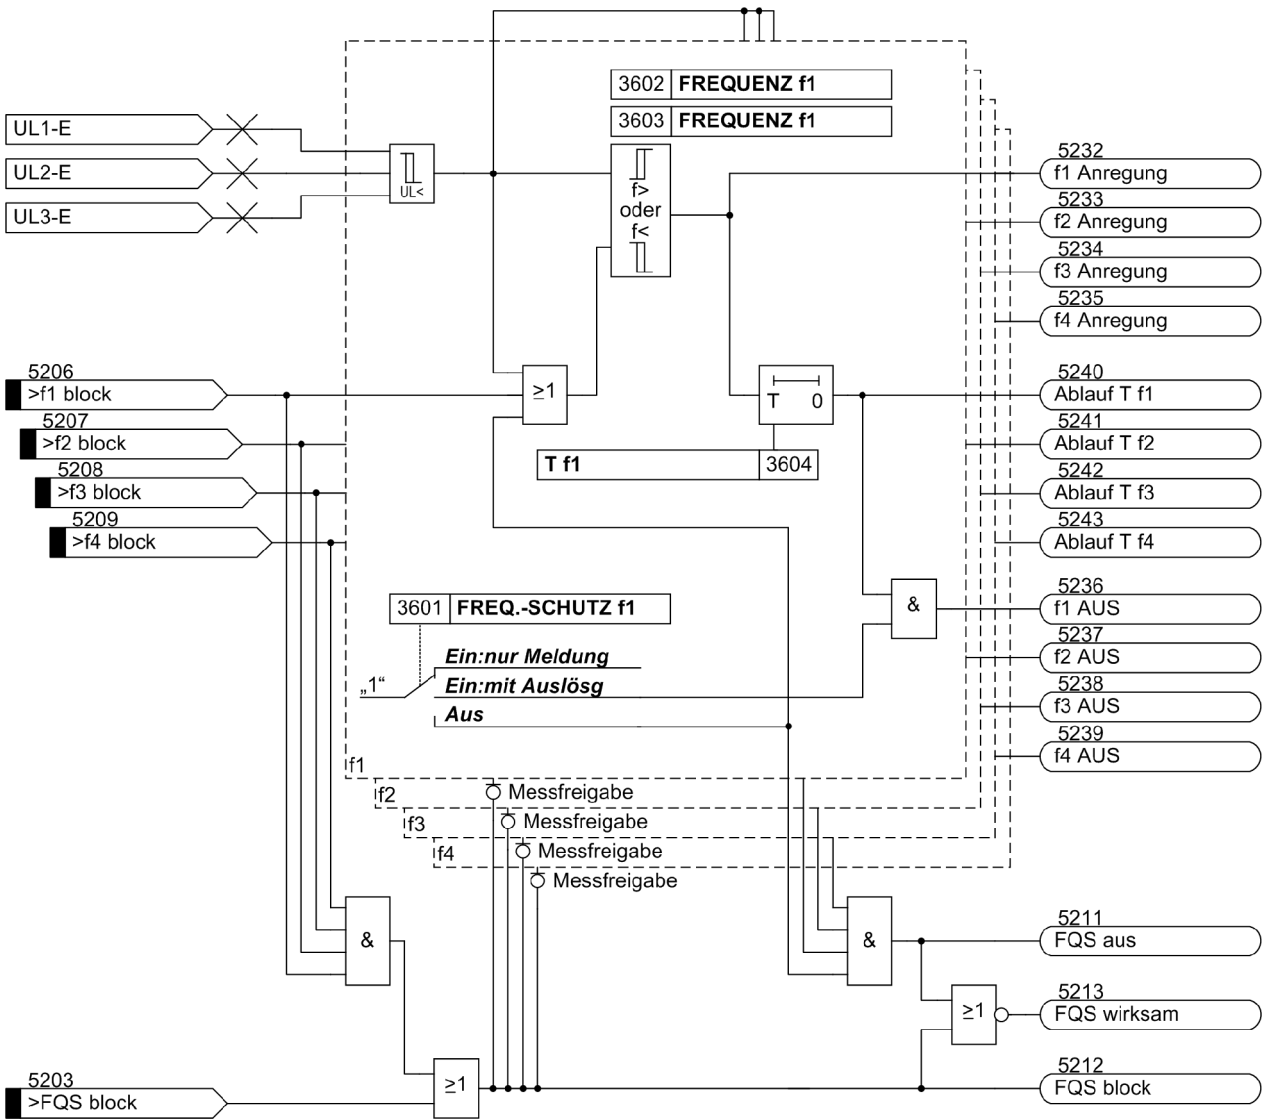 3602 FREQUENZ f1
3603 FREQUENZ f1
UL1-E
UL2-E
UL3-E
UL<
f>
oder
f<
5232
f1 Anregung
5233
f2 Anregung
5234
f3 Anregung
5235
f4 Anregung
5206
>f1 block
5207
>f2 block
5208
>f3 block
5209
>f4 block
≥1
T 0
T f1 3604
5240
Ablauf T f1
5241
Ablauf T f2
5242
Ablauf T f3
5243
Ablauf T f4
3601 FREQ.-SCHUTZ f1
„1“
Ein:nur Meldung
Ein:mit Auslösg
Aus
&
5236
f1 AUS
5237
f2 AUS
5238
f3 AUS
5239
f4 AUS
f1
f2
f3
f4
Messfreigabe
Messfreigabe
Messfreigabe
Messfreigabe
&
&
5211
FQS aus
≥1
5213
FQS wirksam
5203
>FQS block
≥1
5212
FQS block